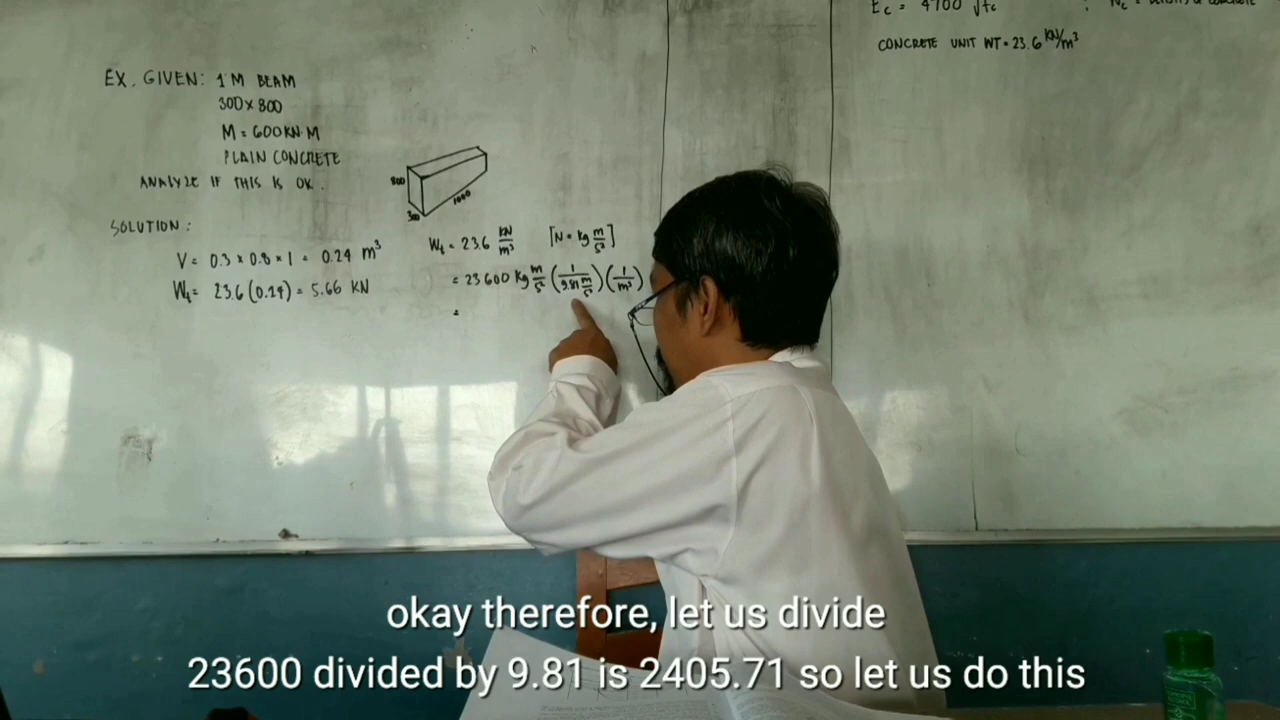 Ec = 4700 √fc
CONCRETE UNIT WT = 23.6 KN/m³
EX. GIVEN: 1 M BEAM
300 x 800
M = 600 KN·M
PLAIN CONCRETE
ANALYZE IF THIS IS OK.
800
300
1000
SOLUTION:
V = 0.3 x 0.8 x 1 = 0.24 m³
Wt = 23.6 (0.24) = 5.66 KN
Wt = 23.6 KN/m³ [N = Kg m/s²]
= 23 600 Kg m/s² (1/9.81 m/s²)(1/m³)
=
okay therefore, let us divide
23600 divided by 9.81 is 2405.71 so let us do this